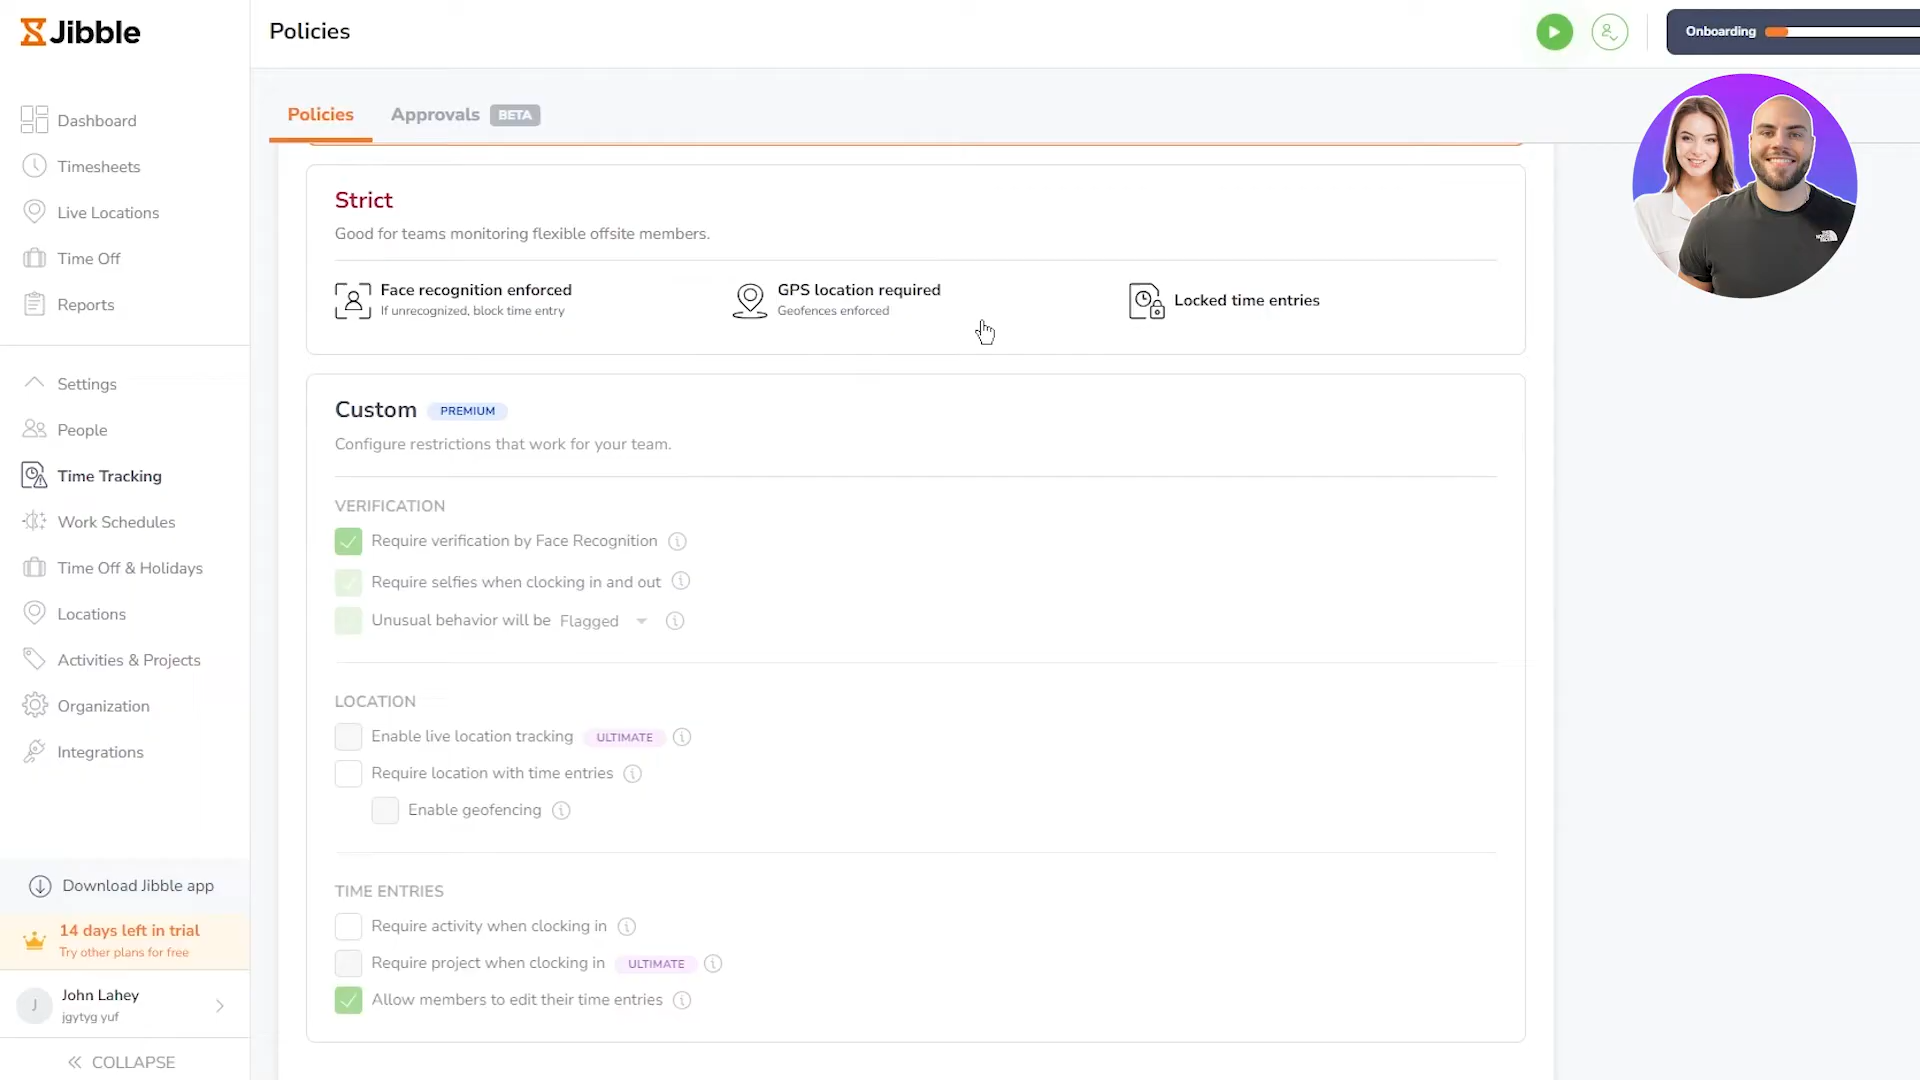 Jibble
Policies
Onboarding
Dashboard
Timesheets
Live Locations
Time Off
Reports
Settings
People
Time Tracking
Work Schedules
Time Off & Holidays
Locations
Activities & Projects
Organization
Integrations
Download Jibble app
14 days left in trial
Try other plans for free
J
John Lahey
jgytyg yuf
COLLAPSE
Policies
Approvals BETA
Strict
Good for teams monitoring flexible offsite members.
Face recognition enforced
If unrecognized, block time entry
GPS location required
Geofences enforced
Locked time entries
Custom PREMIUM
Configure restrictions that work for your team.
VERIFICATION
Require verification by Face Recognition
Require selfies when clocking in and out
Unusual behavior will be Flagged
LOCATION
Enable live location tracking ULTIMATE
Require location with time entries
Enable geofencing
TIME ENTRIES
Require activity when clocking in
Require project when clocking in ULTIMATE
Allow members to edit their time entries